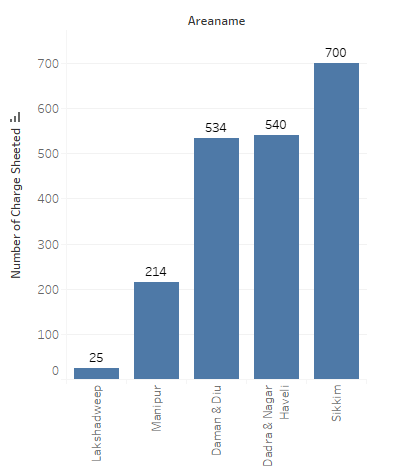 Areaname
Number of Charge Sheeted
700
600
500
400
300
200
100
0
25
214
534
540
700
Lakshadweep
Manipur
Daman & Diu
Dadra & Nagar
Haveli
Sikkim